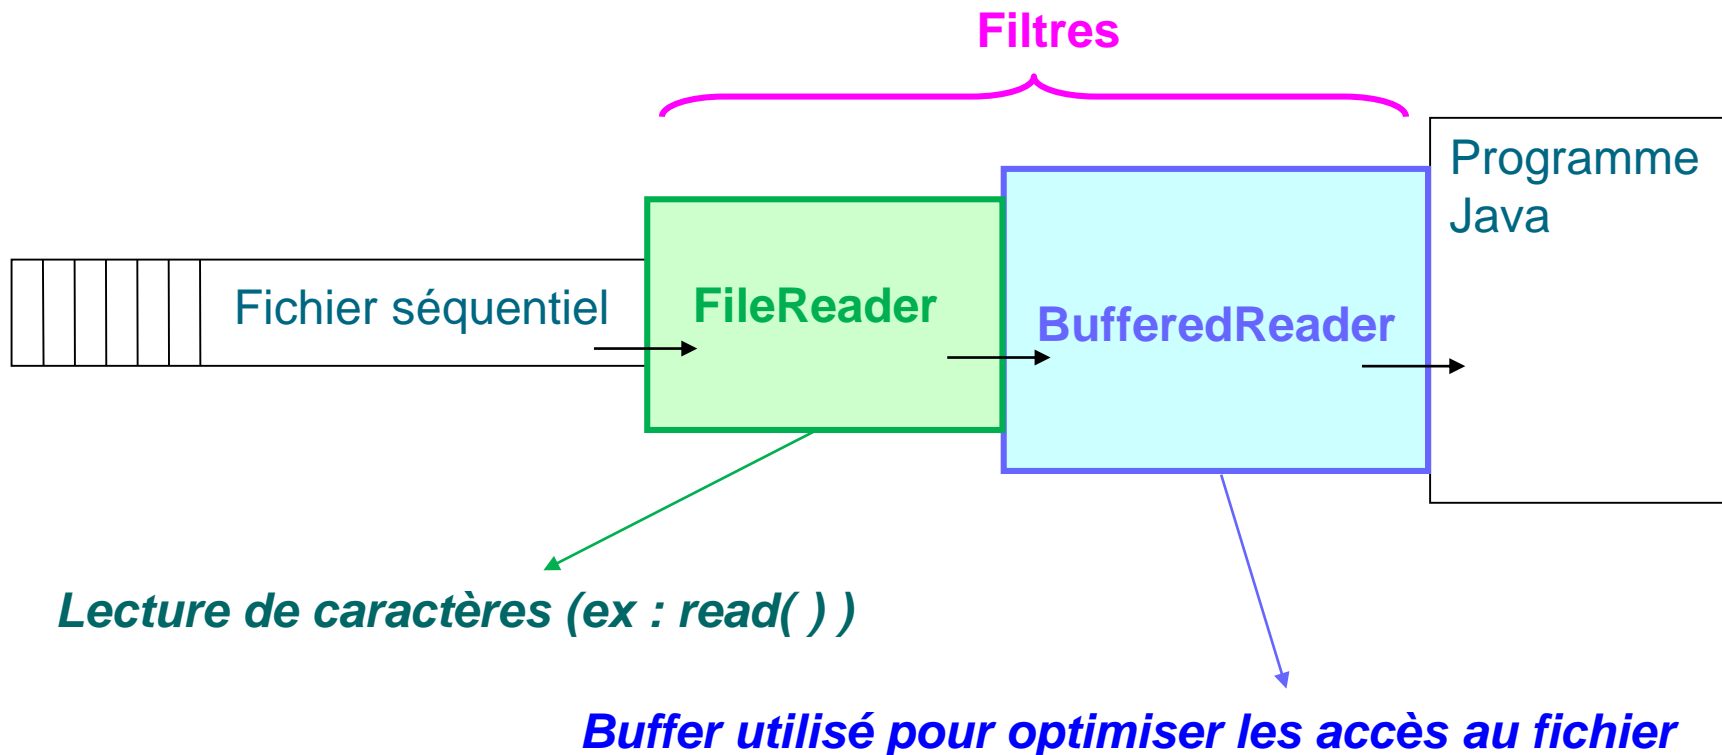 Filtres
Programme
Java
Fichier séquentiel
FileReader
BufferedReader
Lecture de caractères (ex : read( ) )
Buffer utilisé pour optimiser les accès au fichier